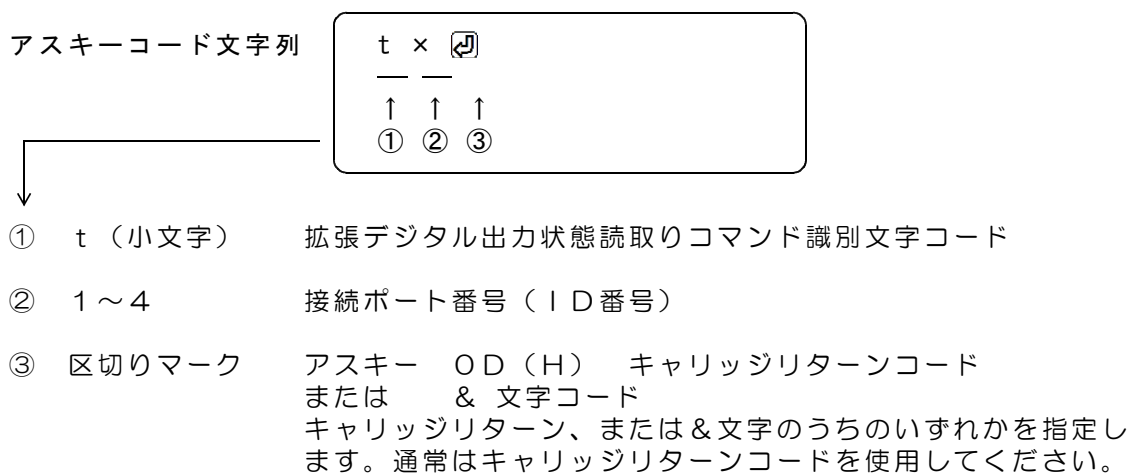 アスキーコード文字列
t × ⏎
↑ ↑ ↑
① ② ③
① t(小文字) 拡張デジタル出力状態読取りコマンド識別文字コード
② 1~4 接続ポート番号(ID番号)
③ 区切りマーク アスキー 0D(H) キャリッジリターンコード
または & 文字コード
キャリッジリターン、または&文字のうちのいずれかを指定し
ます。通常はキャリッジリターンコードを使用してください。